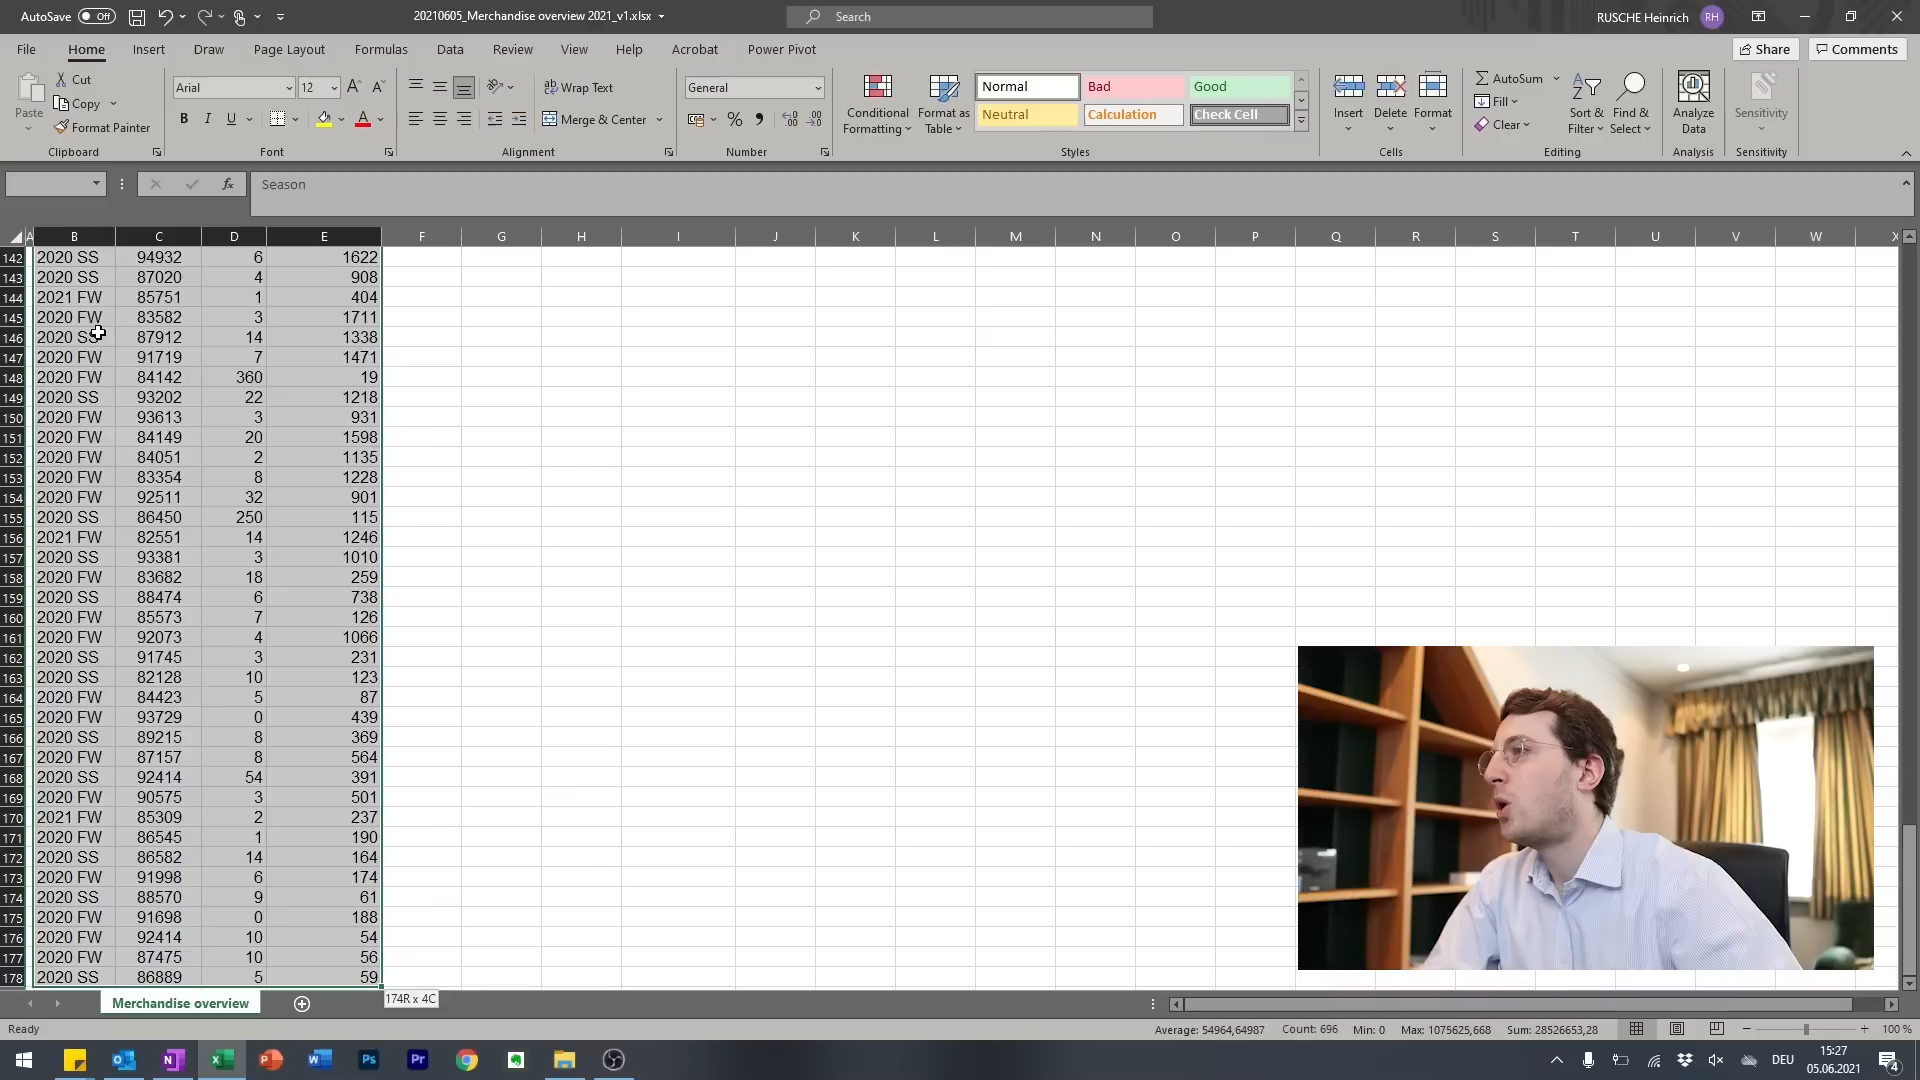 AutoSave Off 20210605_Merchandise overview 2021_v1.xlsx Search RUSCHE Heinrich RH
File Home Insert Draw Page Layout Formulas Data Review View Help Acrobat Power Pivot Share Comments
Paste Cut Copy Format Painter Clipboard
Arial 12 B I U Font
Wrap Text Merge & Center Alignment
General Number
Conditional Formatting Format as Table Normal Bad Good Neutral Calculation Check Cell Styles
Insert Delete Format Cells
AutoSum Fill Clear Sort & Filter Find & Select Editing
Analyze Data Analysis
Sensitivity Sensitivity
fx Season
A B C D E F G H I J K L M N O P Q R S T U V W X
142 2020 SS 94932 6 1622
143 2020 SS 87020 4 908
144 2021 FW 85751 1 404
145 2020 FW 83582 3 1711
146 2020 SS 87912 14 1338
147 2020 FW 91719 7 1471
148 2020 FW 84142 360 19
149 2020 SS 93202 22 1218
150 2020 FW 93613 3 931
151 2020 FW 84149 20 1598
152 2020 FW 84051 2 1135
153 2020 FW 83354 8 1228
154 2020 FW 92511 32 901
155 2020 SS 86450 250 115
156 2021 FW 82551 14 1246
157 2020 SS 93381 3 1010
158 2020 FW 83682 18 259
159 2020 SS 88474 6 738
160 2020 FW 85573 7 126
161 2020 FW 92073 4 1066
162 2020 SS 91745 3 231
163 2020 SS 82128 10 123
164 2020 FW 84423 5 87
165 2020 FW 93729 0 439
166 2020 SS 89215 8 369
167 2020 FW 87157 8 564
168 2020 SS 92414 54 391
169 2020 FW 90575 3 501
170 2021 FW 85309 2 237
171 2020 FW 86545 1 190
172 2020 SS 86582 14 164
173 2020 FW 91998 6 174
174 2020 SS 88570 9 61
175 2020 FW 91698 0 188
176 2020 FW 92414 10 54
177 2020 FW 87475 10 56
178 2020 SS 86889 5 59
Merchandise overview 174R x 4C
Ready Average: 54964,64987 Count: 696 Min: 0 Max: 1075625,668 Sum: 28526653,28 100 %
DEU 15:27
05.06.2021 4